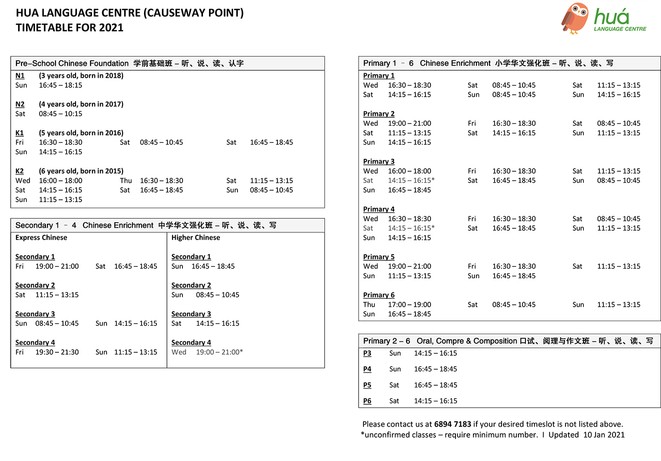 HUA LANGUAGE CENTRE (CAUSEWAY POINT)
TIMETABLE FOR 2021
huá
LANGUAGE CENTRE
Pre–School Chinese Foundation 学前基础班 – 听、说、读、认字
N1 (3 years old, born in 2018)
Sun 16:45 – 18:15
N2 (4 years old, born in 2017)
Sat 08:45 – 10:15
K1 (5 years old, born in 2016)
Fri 16:30 – 18:30 Sat 08:45 – 10:45 Sat 16:45 – 18:45
Sun 14:15 – 16:15
K2 (6 years old, born in 2015)
Wed 16:00 – 18:00 Thu 16:30 – 18:30 Sat 11:15 – 13:15
Sat 14:15 – 16:15 Sat 16:45 – 18:45 Sun 08:45 – 10:45
Sun 11:15 – 13:15
Secondary 1 – 4 Chinese Enrichment 中学华文强化班 – 听、说、读、写
Express Chinese
Secondary 1
Fri 19:00 – 21:00 Sat 16:45 – 18:45
Secondary 2
Sat 11:15 – 13:15
Secondary 3
Sun 08:45 – 10:45 Sun 14:15 – 16:15
Secondary 4
Fri 19:30 – 21:30 Sun 11:15 – 13:15
Higher Chinese
Secondary 1
Sun 16:45 – 18:45
Secondary 2
Sun 08:45 – 10:45
Secondary 3
Sat 14:15 – 16:15
Secondary 4
Wed 19:00 – 21:00*
Primary 1 – 6 Chinese Enrichment 小学华文强化班 – 听、说、读、写
Primary 1
Wed 16:30 – 18:30 Sat 08:45 – 10:45 Sat 11:15 – 13:15
Sat 14:15 – 16:15 Sun 08:45 – 10:45 Sun 14:15 – 16:15
Primary 2
Wed 19:00 – 21:00 Fri 16:30 – 18:30 Sat 08:45 – 10:45
Sat 11:15 – 13:15 Sat 14:15 – 16:15 Sun 11:15 – 13:15
Sun 16:45 – 18:45
Primary 3
Wed 16:00 – 18:00 Fri 16:30 – 18:30 Sat 11:15 – 13:15
Sat 14:15 – 16:15* Sat 16:45 – 18:45 Sun 08:45 – 10:45
Sun 16:45 – 18:45
Primary 4
Wed 16:30 – 18:30 Fri 16:30 – 18:30 Sat 08:45 – 10:45
Sat 14:15 – 16:15* Sat 16:45 – 18:45 Sun 11:15 – 13:15
Sun 14:15 – 16:15
Primary 5
Wed 19:00 – 21:00 Fri 16:30 – 18:30 Sat 11:15 – 13:15
Sun 11:15 – 13:15 Sun 16:45 – 18:45
Primary 6
Thu 17:00 – 19:00 Sat 08:45 – 10:45 Sun 11:15 – 13:15
Sun 16:45 – 18:45
Primary 2 – 6 Oral, Compre & Composition 口试、阅理与作文班 – 听、说、读、写
P3 Sun 14:15 – 16:15
P4 Sun 16:45 – 18:45
P5 Sat 16:45 – 18:45
P6 Sat 14:15 – 16:15
Please contact us at 6894 7183 if your desired timeslot is not listed above.
*unconfirmed classes – require minimum number. I Updated 10 Jan 2021